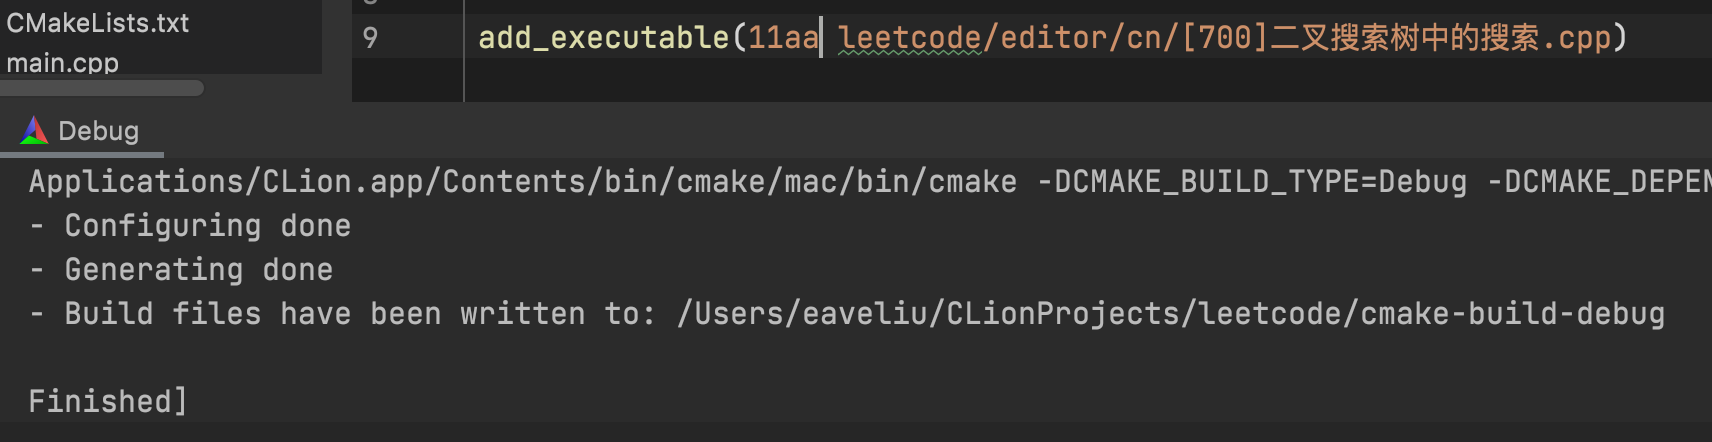 CMakeLists.txt
main.cpp
9 add_executable(11aa leetcode/editor/cn/[700]二叉搜索树中的搜索.cpp)
Debug
Applications/CLion.app/Contents/bin/cmake/mac/bin/cmake -DCMAKE_BUILD_TYPE=Debug -DCMAKE_DEPEN
- Configuring done
- Generating done
- Build files have been written to: /Users/eaveliu/CLionProjects/leetcode/cmake-build-debug
Finished]